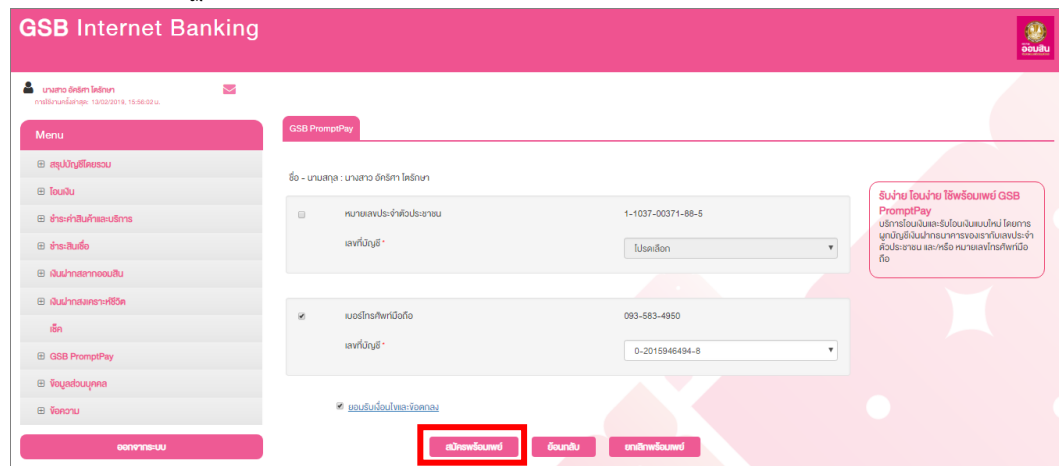 GSB Internet Banking
ออมสิน
นางสาว อัคริศา ไตรักษา
การใช้งานครั้งล่าสุด: 13/02/2019, 15:56:02 น.
Menu
สรุปบัญชีโดยรวม
โอนเงิน
ชำระค่าสินค้าและบริการ
ชำระสินเชื่อ
เงินฝากสลากออมสิน
เงินฝากสงเคราะห์ชีวิต
เช็ค
GSB PromptPay
ข้อมูลส่วนบุคคล
ข้อความ
ออกจากระบบ
GSB PromptPay
ชื่อ - นามสกุล : นางสาว อัคริศา ไตรักษา
หมายเลขประจำตัวประชาชน 1-1037-00371-88-5
เลขที่บัญชี * โปรดเลือก
เบอร์โทรศัพท์มือถือ 093-583-4950
เลขที่บัญชี * 0-2015946494-8
ยอมรับเงื่อนไขและข้อตกลง
สมัครพร้อมเพย์ ย้อนกลับ ยกเลิกพร้อมเพย์
รับง่าย โอนง่าย ใช้พร้อมเพย์ GSB
PromptPay
บริการโอนเงินและรับโอนเงินแบบใหม่ โดยการ
ผูกบัญชีเงินฝากธนาคารของเรากับเลขประจำ
ตัวประชาชน และ/หรือ หมายเลขโทรศัพท์มือ
ถือ